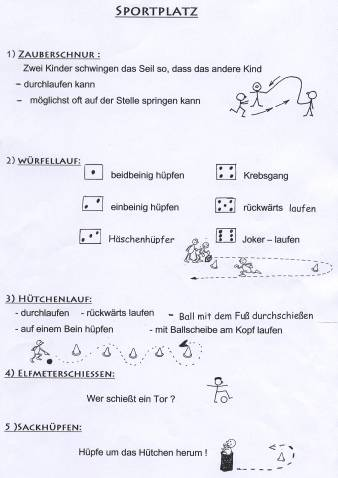 SPORTPLATZ
1) ZAUBERSCHNUR :
Zwei Kinder schwingen das Seil so, dass das andere Kind
– durchlaufen kann
– möglichst oft auf der Stelle springen kann
2) WÜRFELLAUF:
beidbeinig hüpfen
Krebsgang
einbeinig hüpfen
rückwärts laufen
Häschenhüpfer
Joker – laufen
3) HÜTCHENLAUF:
- durchlaufen - rückwärts laufen - Ball mit dem Fuß durchschießen
- auf einem Bein hüpfen - mit Ballscheibe am Kopf laufen
4) ELFMETERSCHIESSEN:
Wer schießt ein Tor ?
5 )SACKHÜPFEN:
Hüpfe um das Hütchen herum !